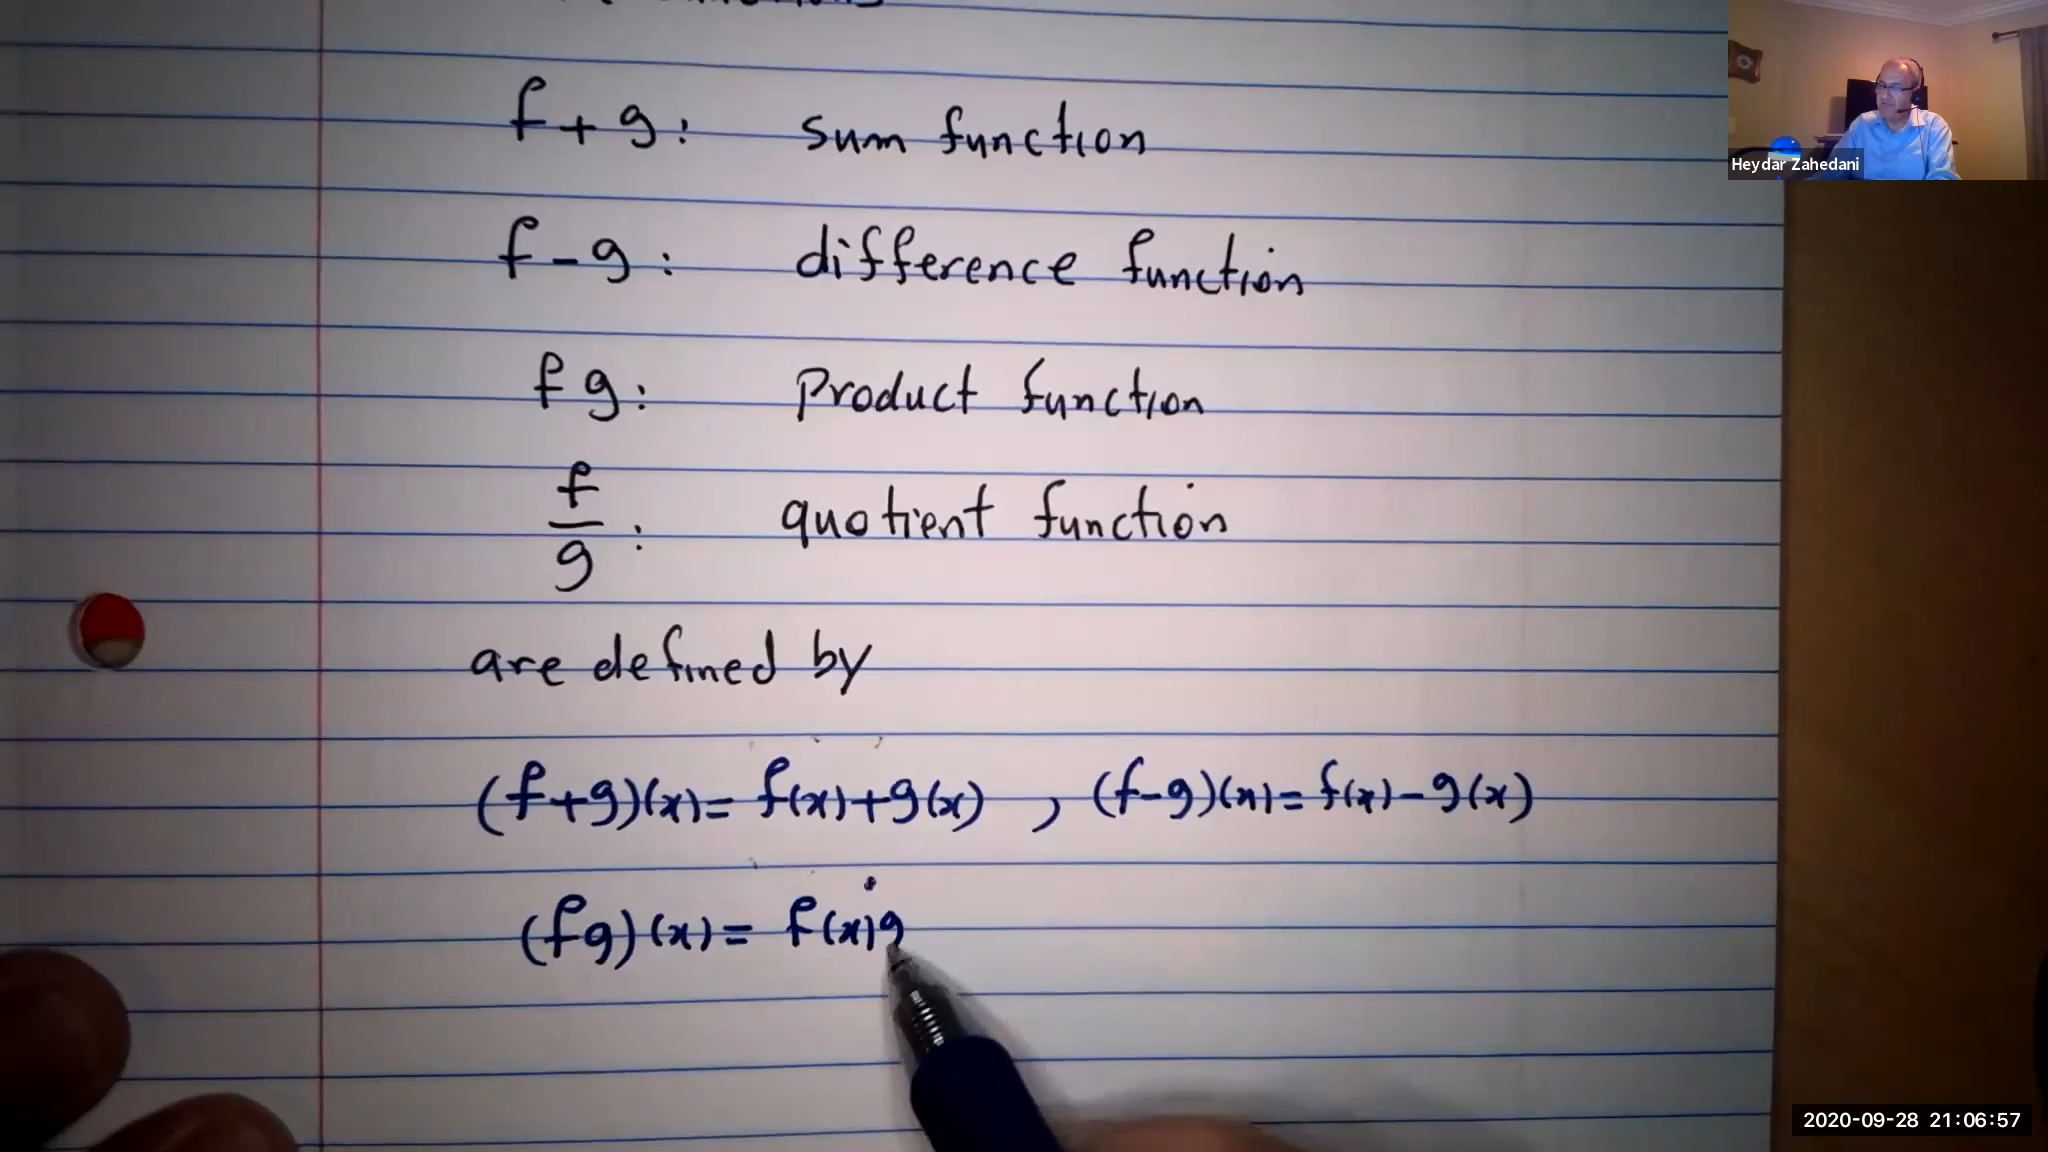 f+g: sum function
f-g: difference function
fg: Product function
f/g: quotient function
are defined by
(f+g)(x)= f(x)+g(x) , (f-g)(x)= f(x)-g(x)
(fg)(x)= f(x)g
Heydar Zahedani
2020-09-28 21:06:57